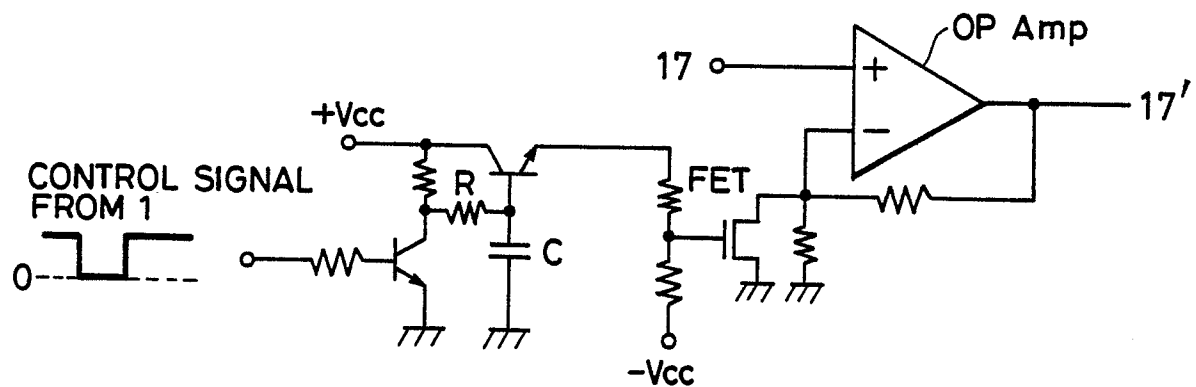 OP Amp
17
+
17'
−
+Vcc
CONTROL SIGNAL
FROM 1
R
FET
C
0
-Vcc